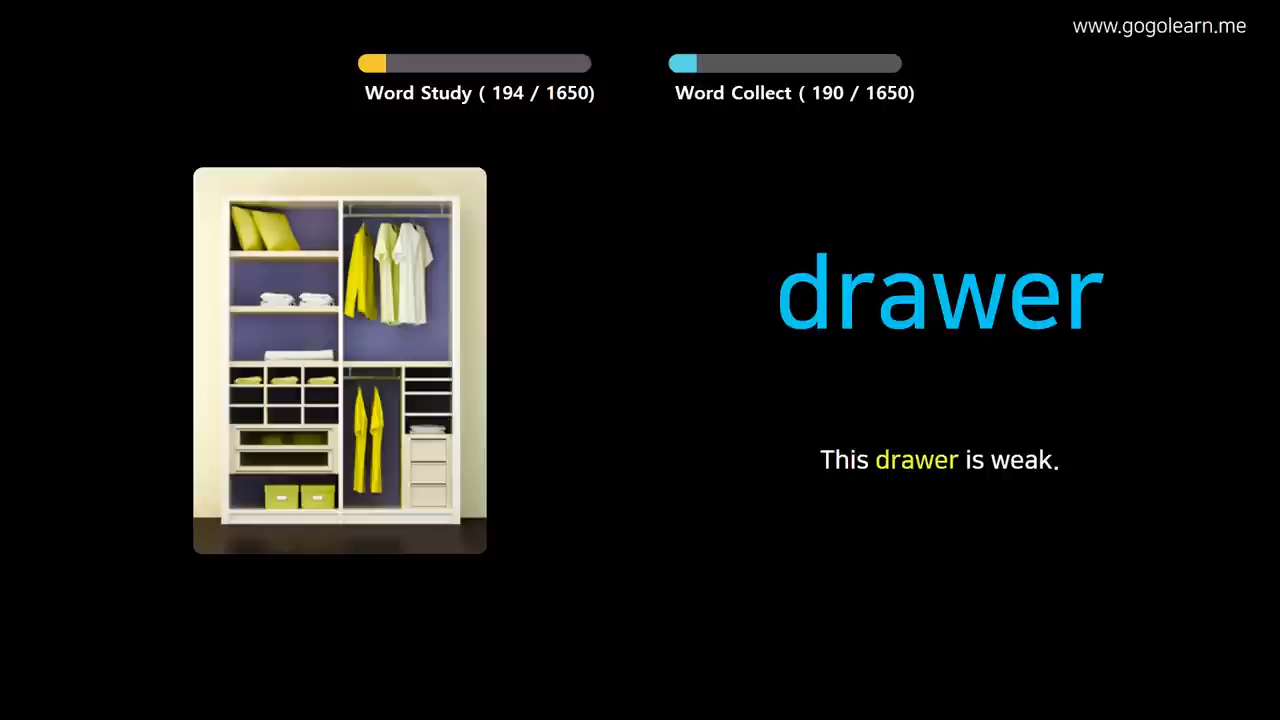 www.gogolearn.me
Word Study ( 194 / 1650)
Word Collect ( 190 / 1650)
drawer
This drawer is weak.